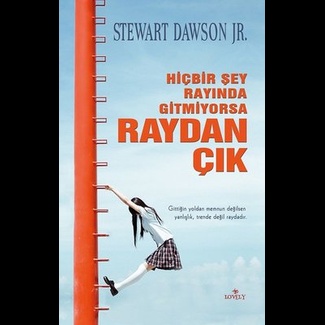 STEWART DAWSON JR.
HİÇBİR ŞEY
RAYINDA
GİTMİYORSA
RAYDAN
ÇIK
Gittiğin yoldan memnun değilsen
yanlışlık, trende değil raydadır.
LOVELY